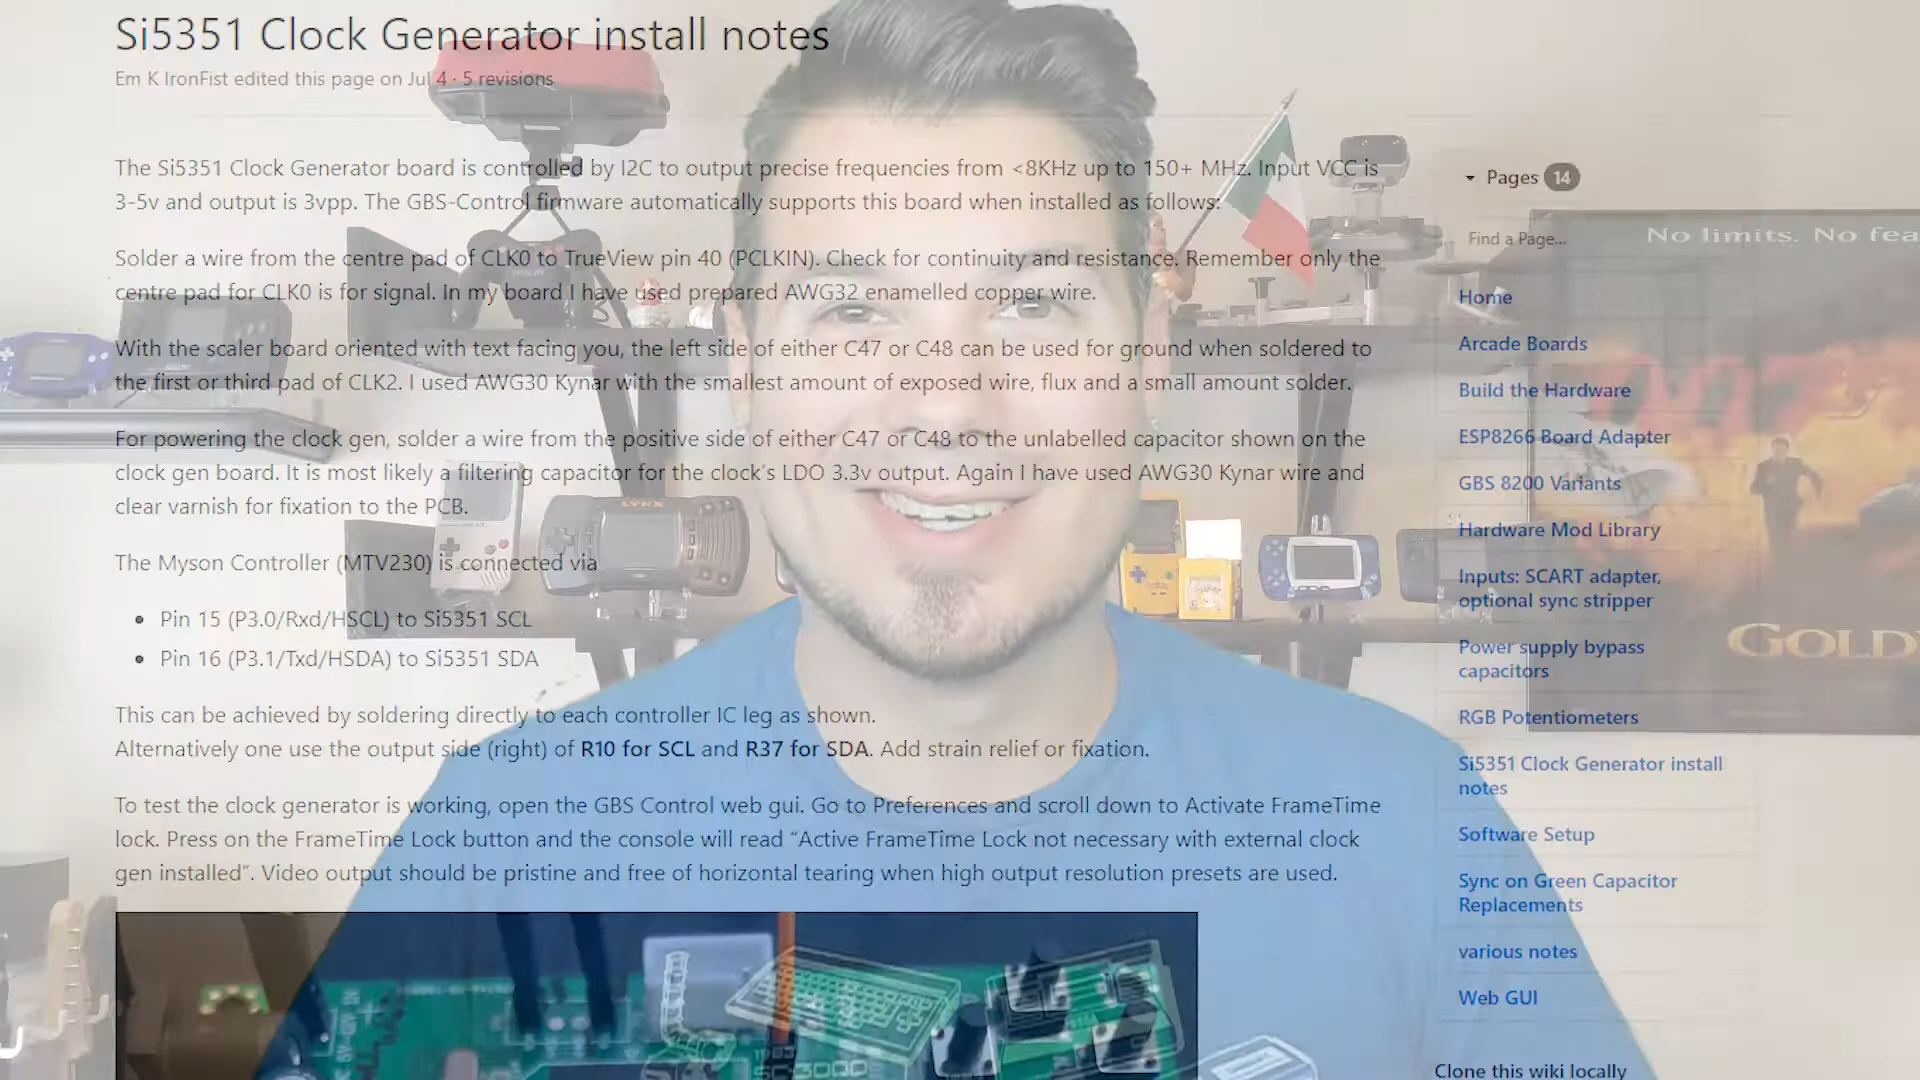 Si5351 Clock Generator install notes
Em K IronFist edited this page on Jul 4 · 5 revisions
The Si5351 Clock Generator board is controlled by I2C to output precise frequencies from <8KHz up to 150+ MHz. Input VCC is
3-5v and output is 3vpp. The GBS-Control firmware automatically supports this board when installed as follows:
Solder a wire from the centre pad of CLK0 to TrueView pin 40 (PCLKIN). Check for continuity and resistance. Remember only the
centre pad for CLK0 is for signal. In my board I have used prepared AWG32 enamelled copper wire.
With the scaler board oriented with text facing you, the left side of either C47 or C48 can be used for ground when soldered to
the first or third pad of CLK2. I used AWG30 Kynar with the smallest amount of exposed wire, flux and a small amount solder.
For powering the clock gen, solder a wire from the positive side of either C47 or C48 to the unlabelled capacitor shown on the
clock gen board. It is most likely a filtering capacitor for the clock's LDO 3.3v output. Again I have used AWG30 Kynar wire and
clear varnish for fixation to the PCB.
LYNX
The Myson Controller (MTV230) is connected via
• Pin 15 (P3.0/Rxd/HSCL) to Si5351 SCL
• Pin 16 (P3.1/Txd/HSDA) to Si5351 SDA
This can be achieved by soldering directly to each controller IC leg as shown.
Alternatively one use the output side (right) of R10 for SCL and R37 for SDA. Add strain relief or fixation.
To test the clock generator is working, open the GBS Control web gui. Go to Preferences and scroll down to Activate FrameTime
lock. Press on the FrameTime Lock button and the console will read “Active FrameTime Lock not necessary with external clock
gen installed”. Video output should be pristine and free of horizontal tearing when high output resolution presets are used.
1983
SC3000
Pages 14
Find a Page...
Home
Arcade Boards
Build the Hardware
ESP8266 Board Adapter
GBS 8200 Variants
Hardware Mod Library
Inputs: SCART adapter,
optional sync stripper
Power supply bypass
capacitors
RGB Potentiometers
Si5351 Clock Generator install
notes
Software Setup
Sync on Green Capacitor
Replacements
various notes
Web GUI
Clone this wiki locally
No limits. No fea
GOLD